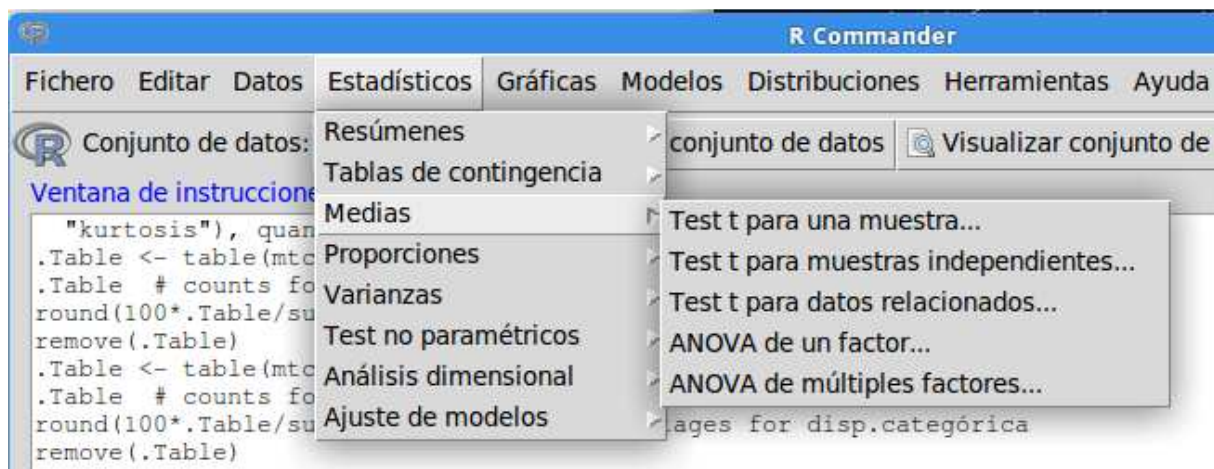 R Commander
Fichero Editar Datos Estadísticos Gráficas Modelos Distribuciones Herramientas Ayuda
R Conjunto de datos: conjunto de datos Visualizar conjunto de
Ventana de instruccione
Resúmenes
Tablas de contingencia
Medias
Proporciones
Varianzas
Test no paramétricos
Análisis dimensional
Ajuste de modelos
Test t para una muestra...
Test t para muestras independientes...
Test t para datos relacionados...
ANOVA de un factor...
ANOVA de múltiples factores...
"kurtosis"), quan
.Table <- table(mtc
.Table # counts fo
round(100*.Table/su
remove(.Table)
.Table <- table(mtc
.Table # counts fo
round(100*.Table/su ages for disp.categórica
remove(.Table)